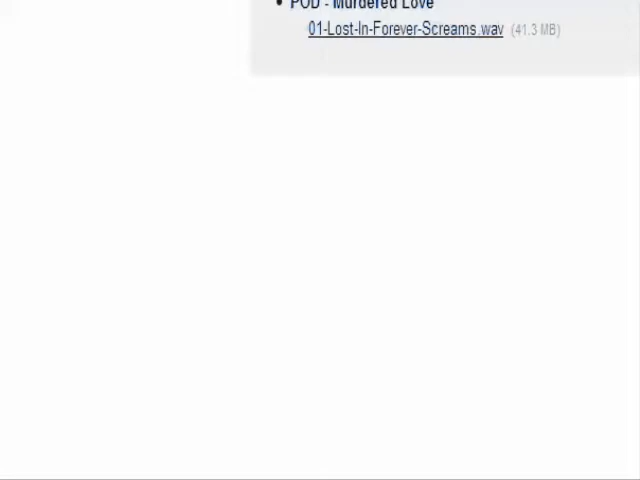 • POD - Murdered Love
01-Lost-In-Forever-Screams.wav (41.3 MB)